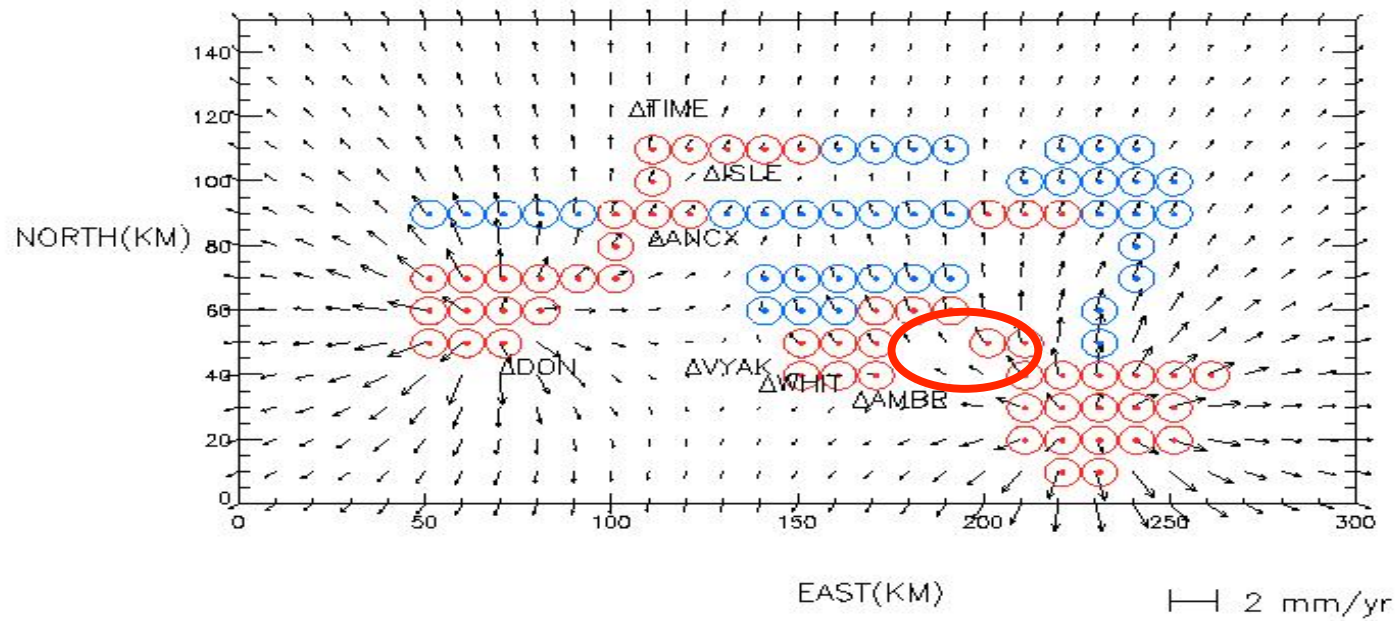 140
120
ΔTIME
100
ΔISLE
NORTH(KM)
80
ΔANCX
60
ΔDON
ΔVYAK
ΔWHIT
40
ΔAMBR
20
0
0 50 100 150 200 250 300
EAST(KM)
2 mm/yr